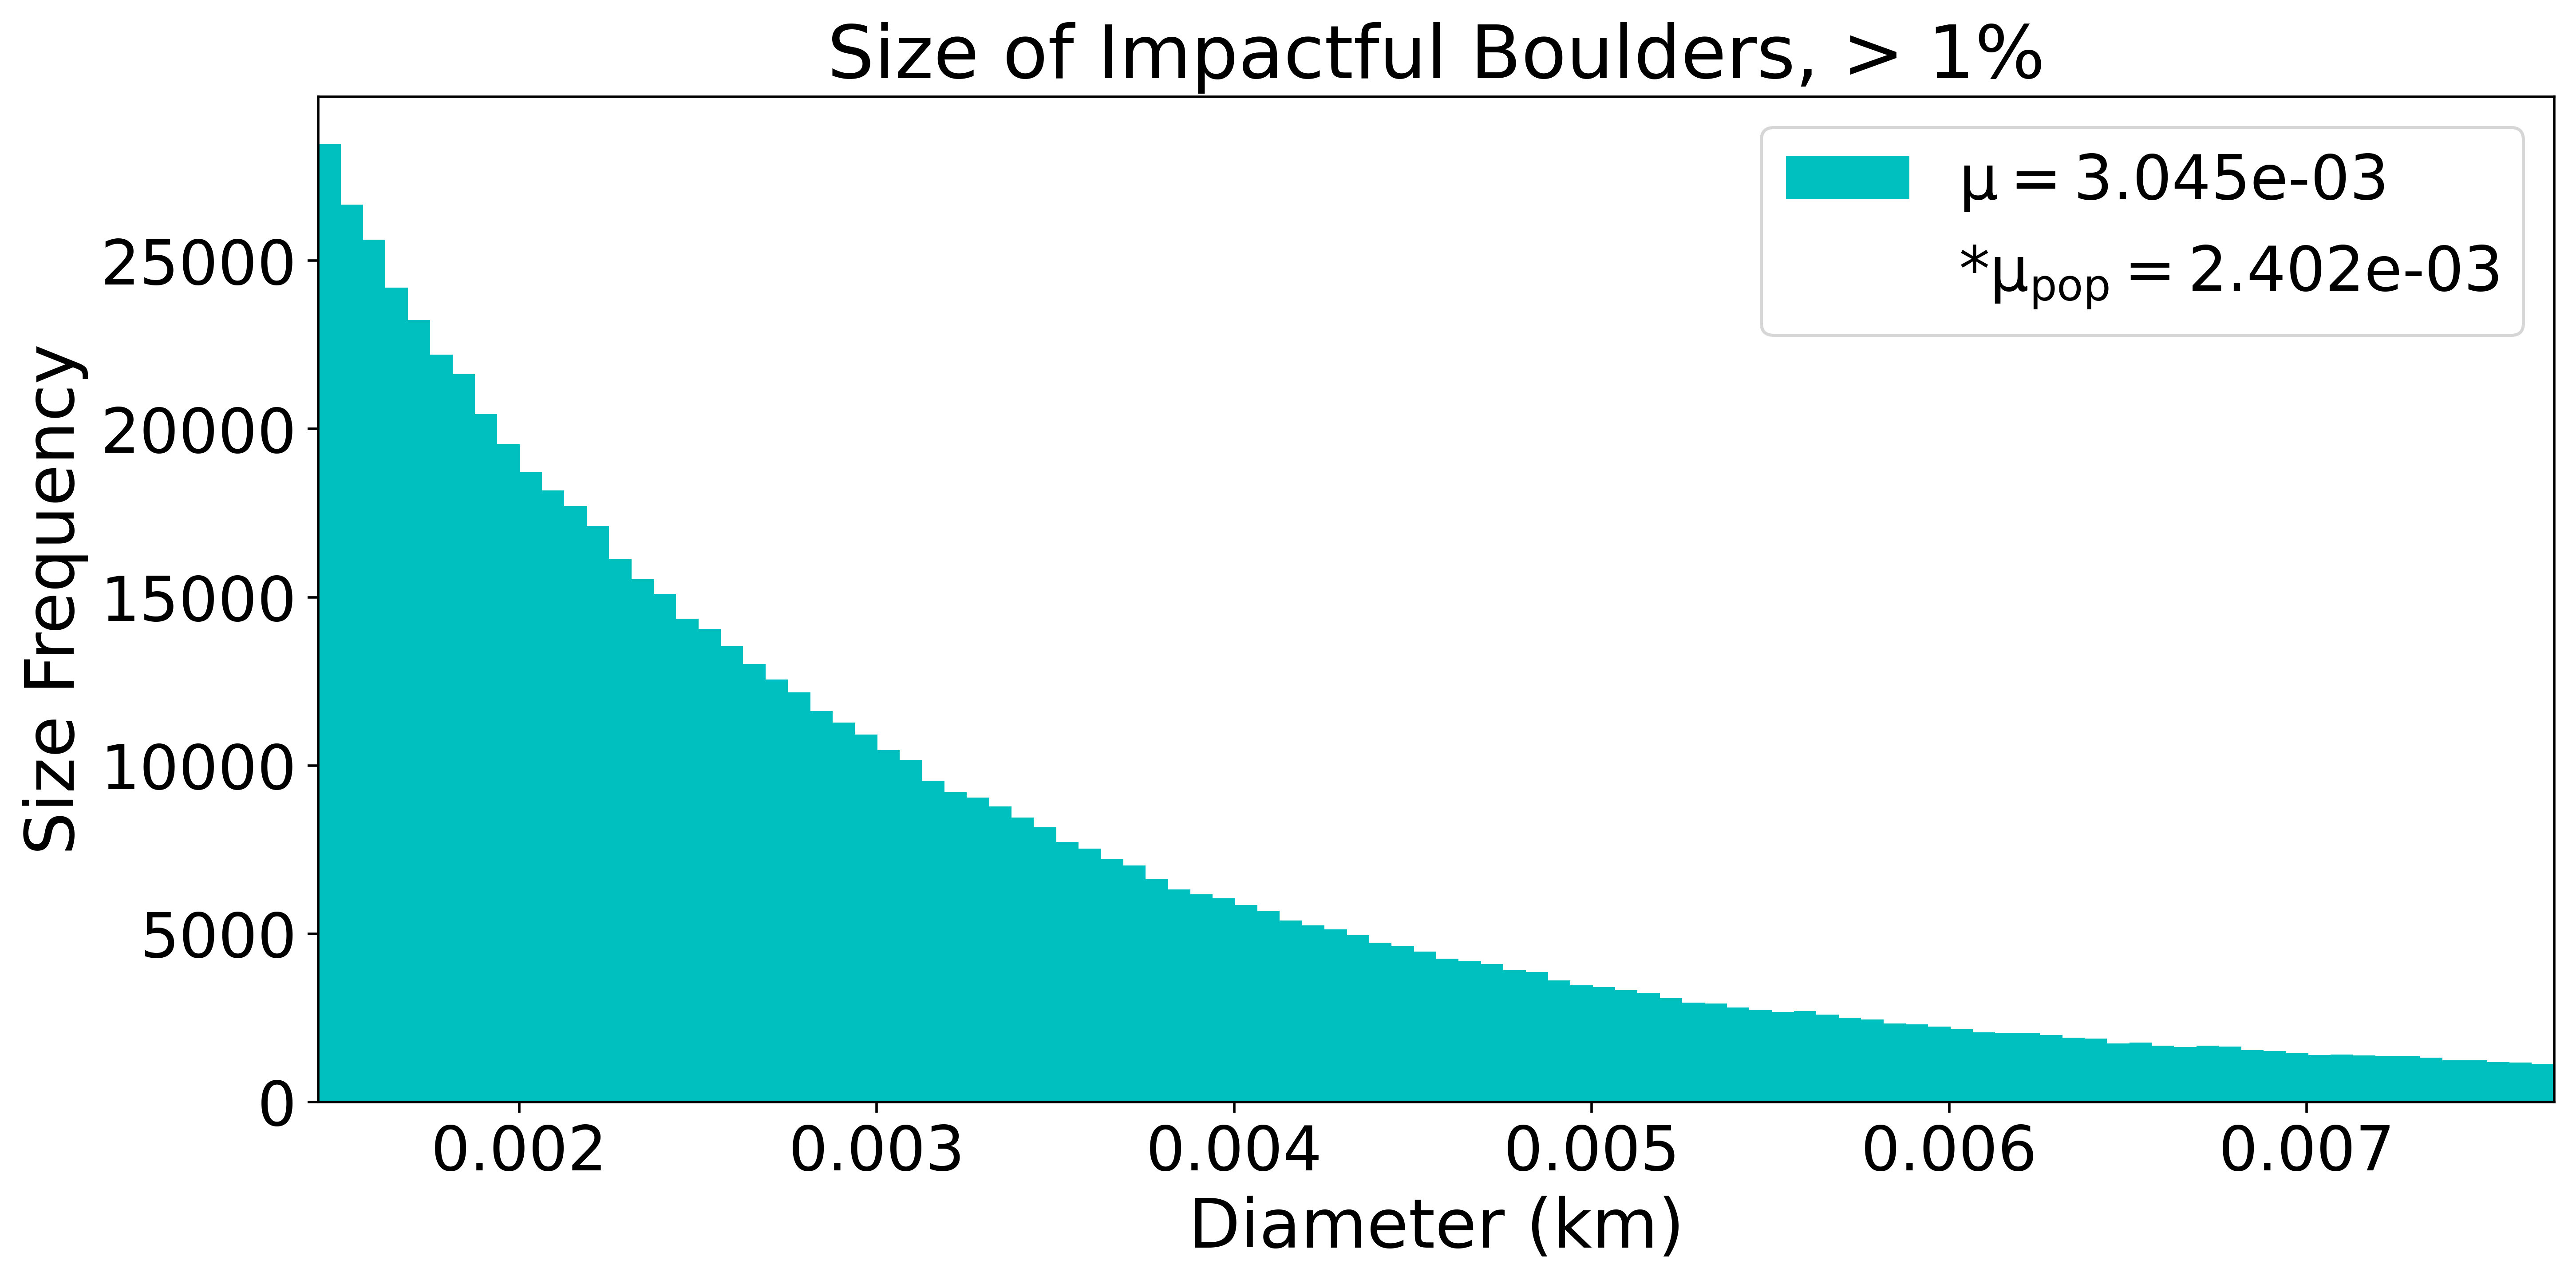 Size of Impactful Boulders, > 1%
μ = 3.045e-03
*μpop = 2.402e-03
Size Frequency
25000
20000
15000
10000
5000
0
0.002 0.003 0.004 0.005 0.006 0.007
Diameter (km)